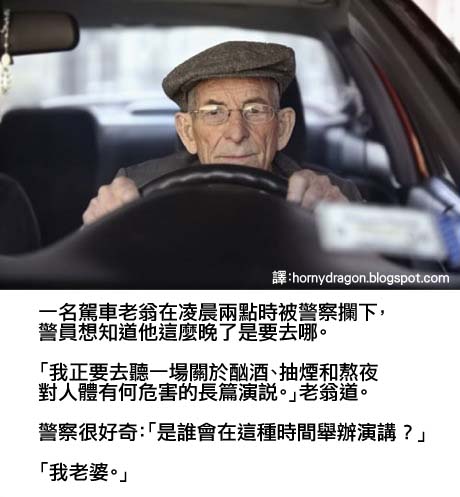 譯:hornydragon.blogspot.com
一名駕車老翁在凌晨兩點時被警察攔下，
警員想知道他這麼晚了是要去哪。
「我正要去聽一場關於酗酒、抽煙和熬夜
對人體有何危害的長篇演說。」老翁道。
警察很好奇：「是誰會在這種時間舉辦演講？」
「我老婆。」